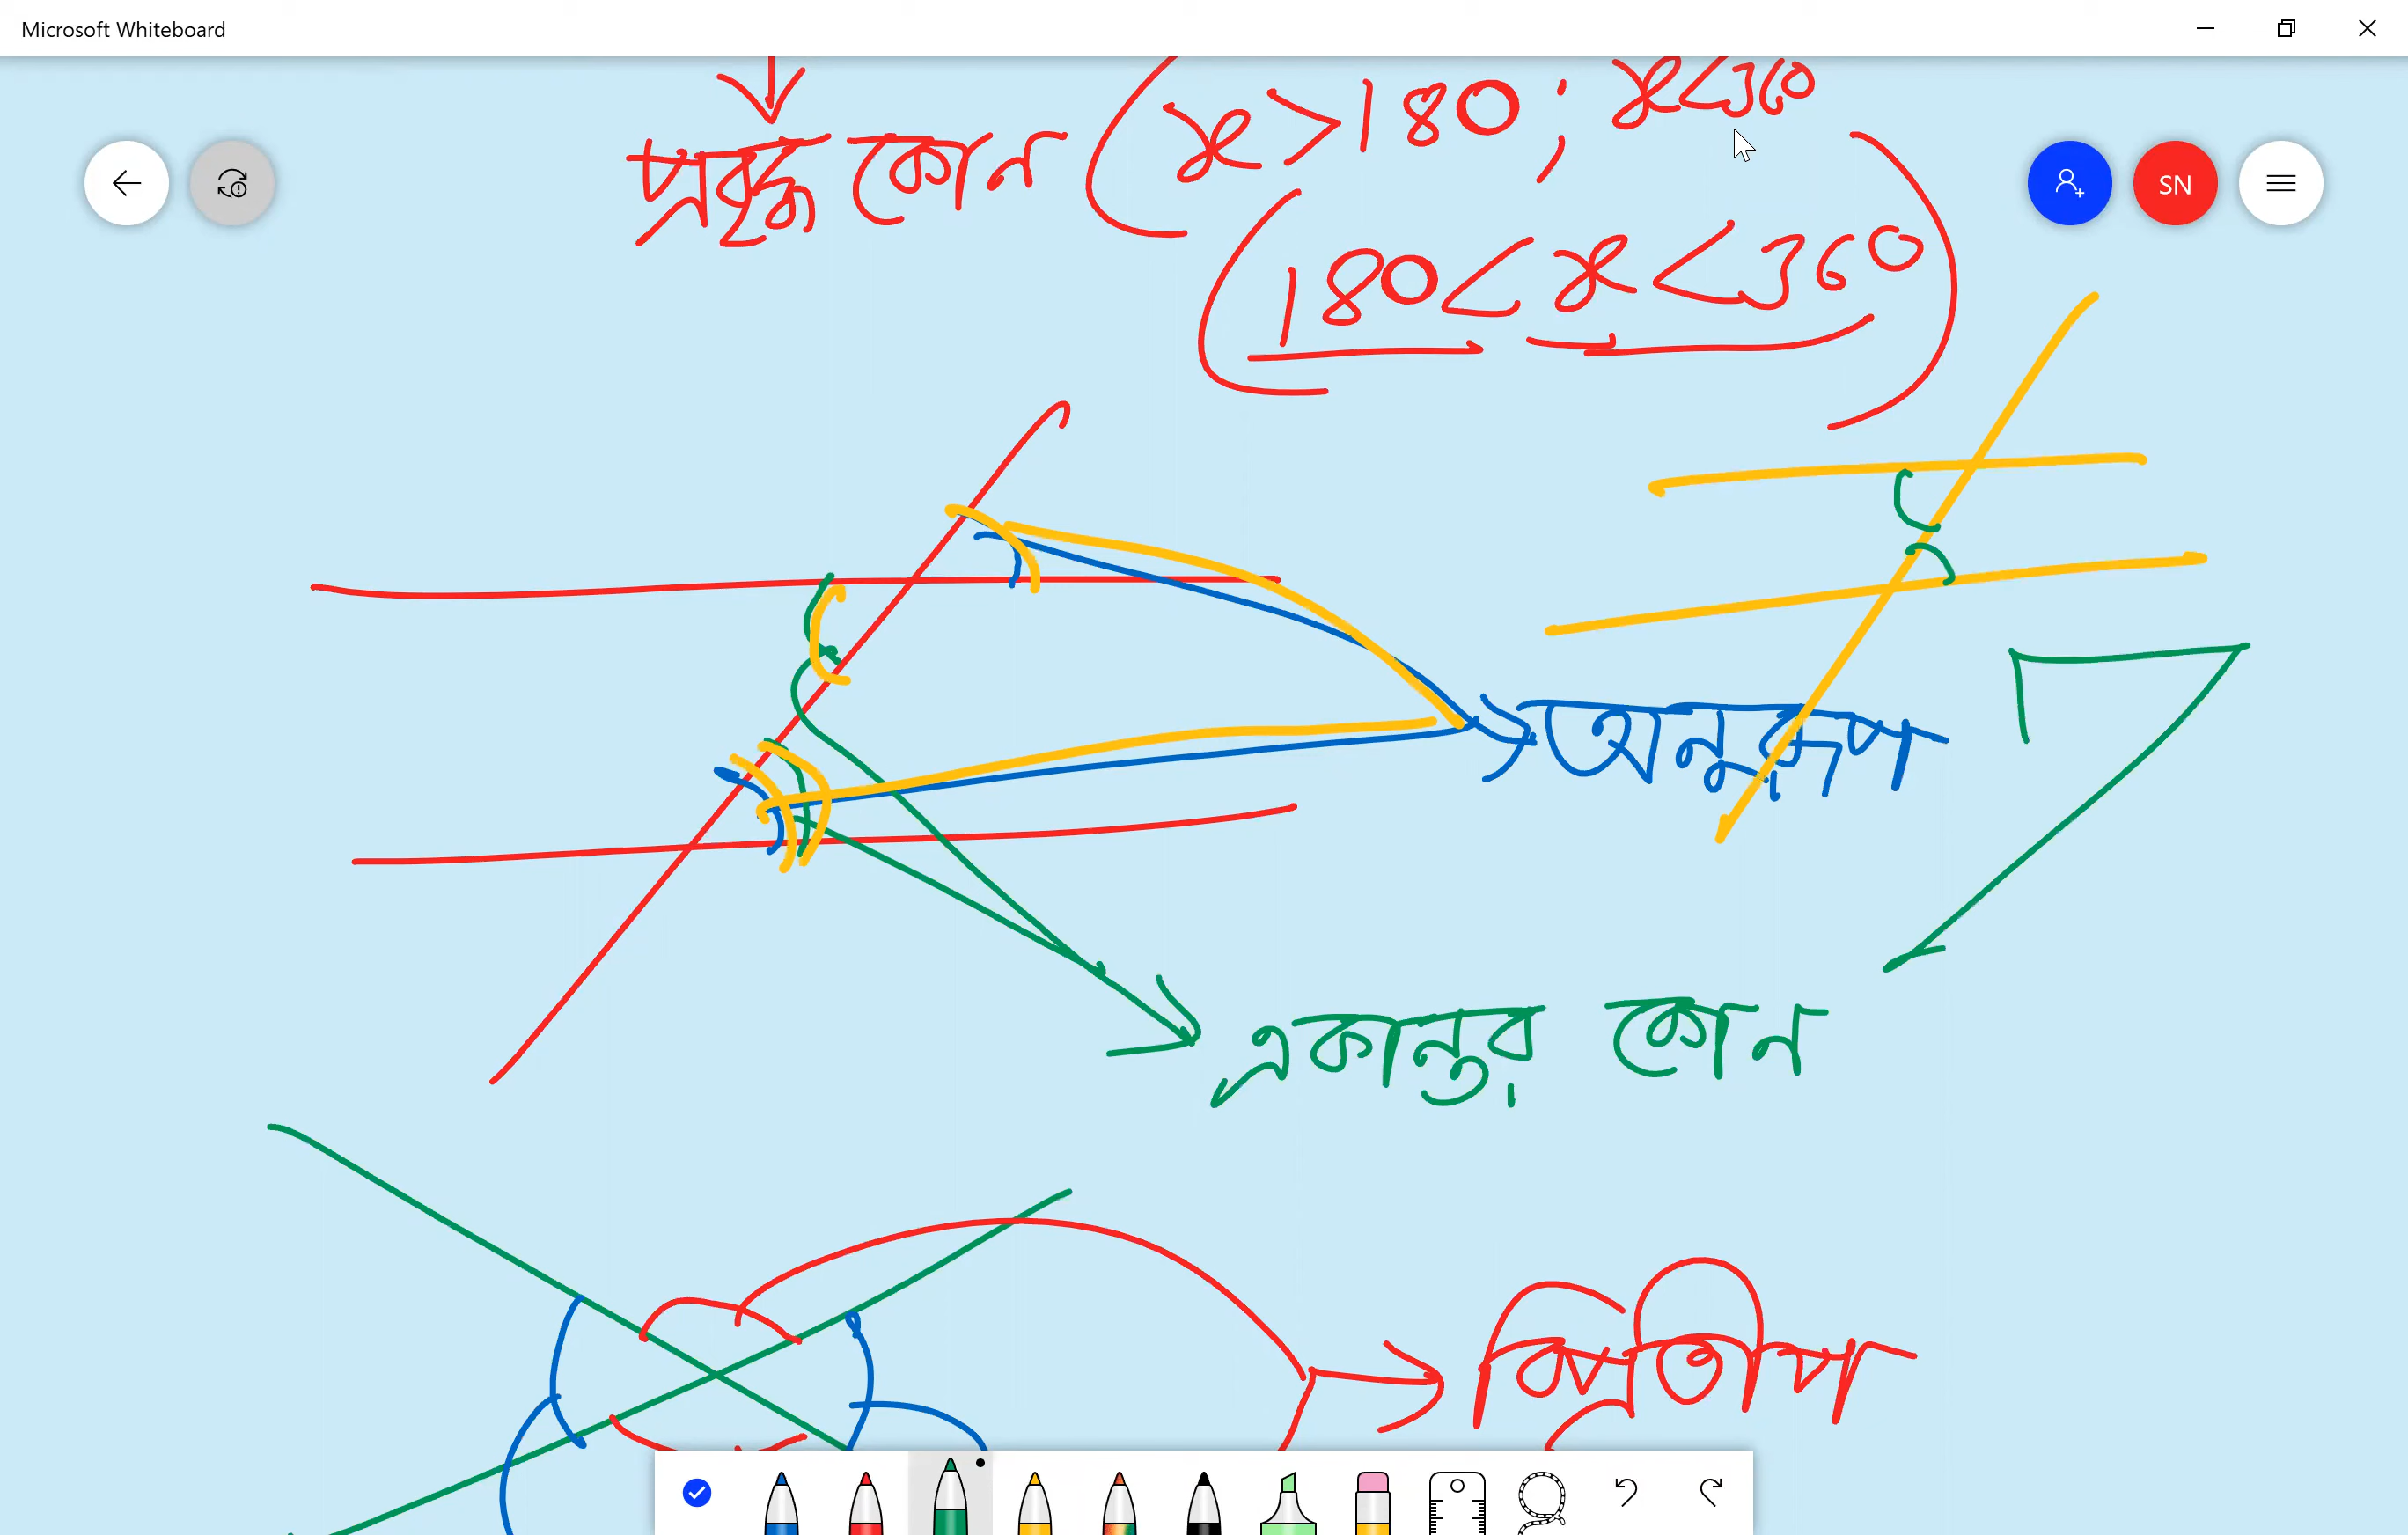 Microsoft Whiteboard
প্রবৃদ্ধ কোন (x>180; x<360
(180<x<360)
SN
অনুরূপ
একান্তর কোন
বিপ্রতীপ